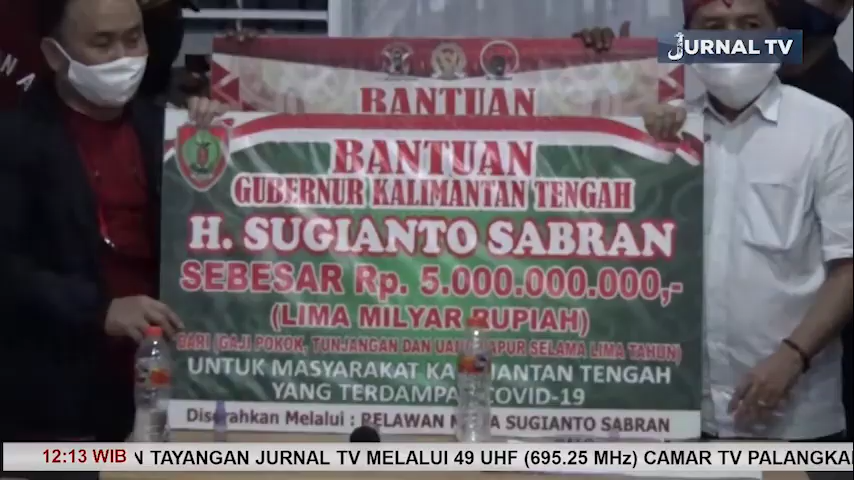 JURNAL TV
BANTUAN
BANTUAN
GUBERNUR KALIMANTAN TENGAH
H. SUGIANTO SABRAN
SEBESAR Rp. 5.000.000.000,-
(LIMA MILYAR RUPIAH)
DARI (GAJI POKOK, TUNJANGAN DAN UANG DAPUR SELAMA LIMA TAHUN)
UNTUK MASYARAKAT KALIMANTAN TENGAH
YANG TERDAMPAK COVID-19
Diserahkan Melalui : RELAWAN SUGIANTO SABRAN
12:13 WIB N TAYANGAN JURNAL TV MELALUI 49 UHF (695.25 MHz) CAMAR TV PALANGKA